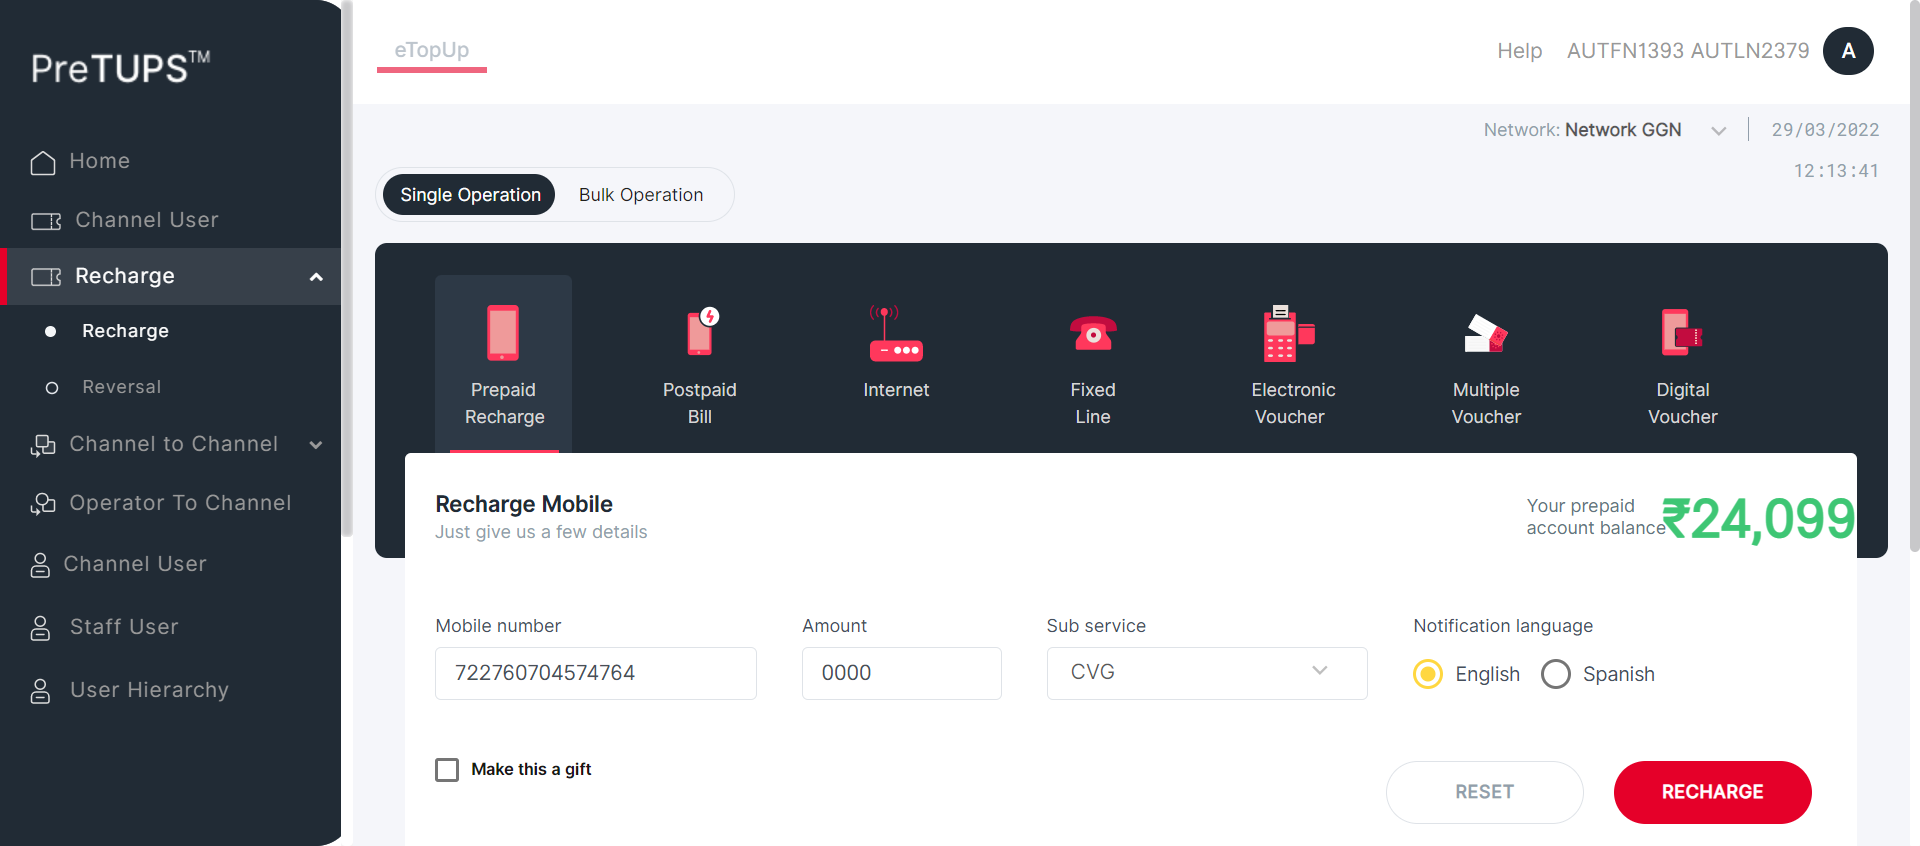 PreTUPS™
Home
Channel User
Recharge
Recharge
Reversal
Channel to Channel
Operator To Channel
Channel User
Staff User
User Hierarchy
eTopUp
Help AUTFN1393 AUTLN2379 A
Network: Network GGN 29/03/2022
12:13:41
Single Operation Bulk Operation
Prepaid
Recharge
Postpaid
Bill
Internet
Fixed
Line
Electronic
Voucher
Multiple
Voucher
Digital
Voucher
Recharge Mobile
Just give us a few details
Your prepaid
account balance ₹24,099
Mobile number
722760704574764
Amount
0000
Sub service
CVG
Notification language
English Spanish
Make this a gift
RESET RECHARGE